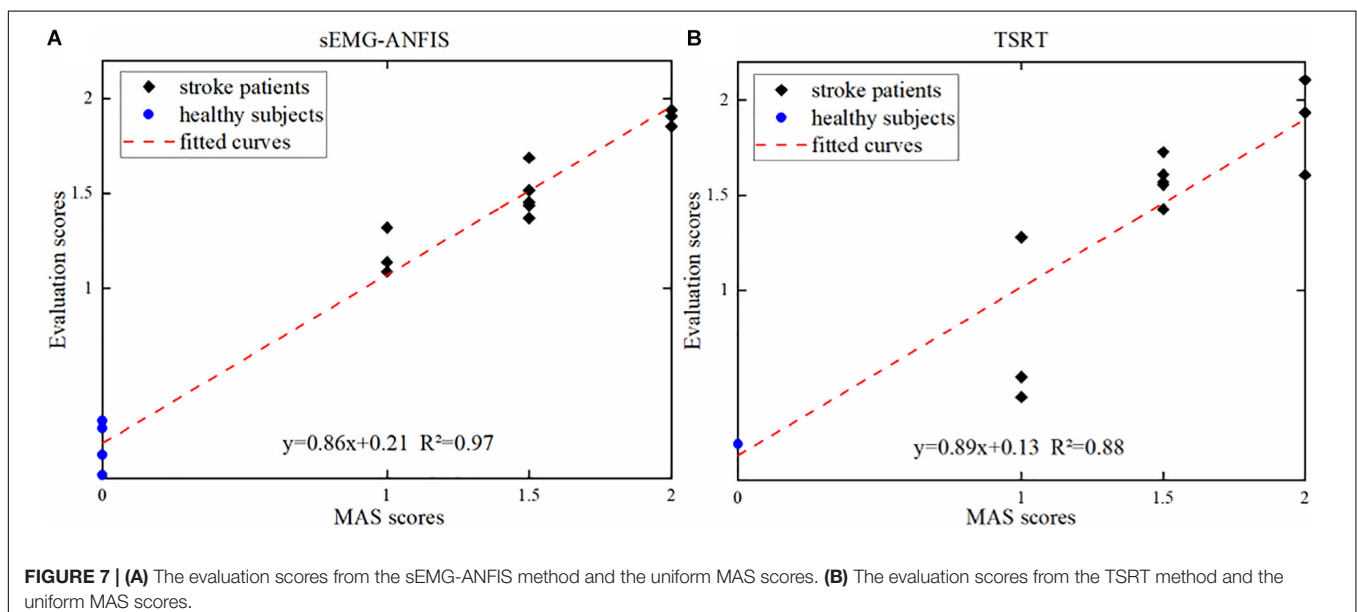 A
sEMG-ANFIS
stroke patients
healthy subjects
fitted curves
2
1.5
1
Evaluation scores
y=0.86x+0.21 R²=0.97
0
1
1.5
2
MAS scores
B
TSRT
stroke patients
healthy subjects
fitted curves
2
1.5
1
Evaluation scores
y=0.89x+0.13 R²=0.88
0
1
1.5
2
MAS scores
FIGURE 7 | (A) The evaluation scores from the sEMG-ANFIS method and the uniform MAS scores. (B) The evaluation scores from the TSRT method and the
uniform MAS scores.